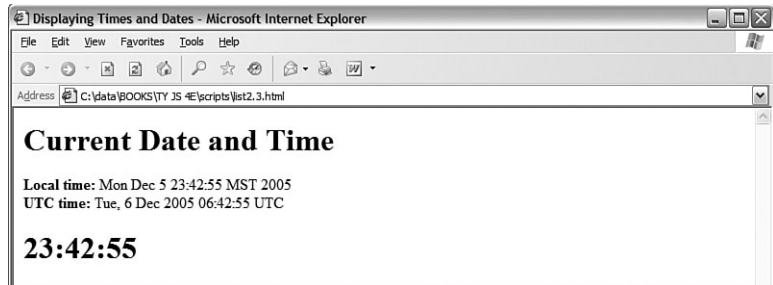 Displaying Times and Dates - Microsoft Internet Explorer
File Edit View Favorites Tools Help
Address C:\data\BOOKS\TY JS 4E\scripts\list2.3.html
Current Date and Time
Local time: Mon Dec 5 23:42:55 MST 2005
UTC time: Tue, 6 Dec 2005 06:42:55 UTC
23:42:55